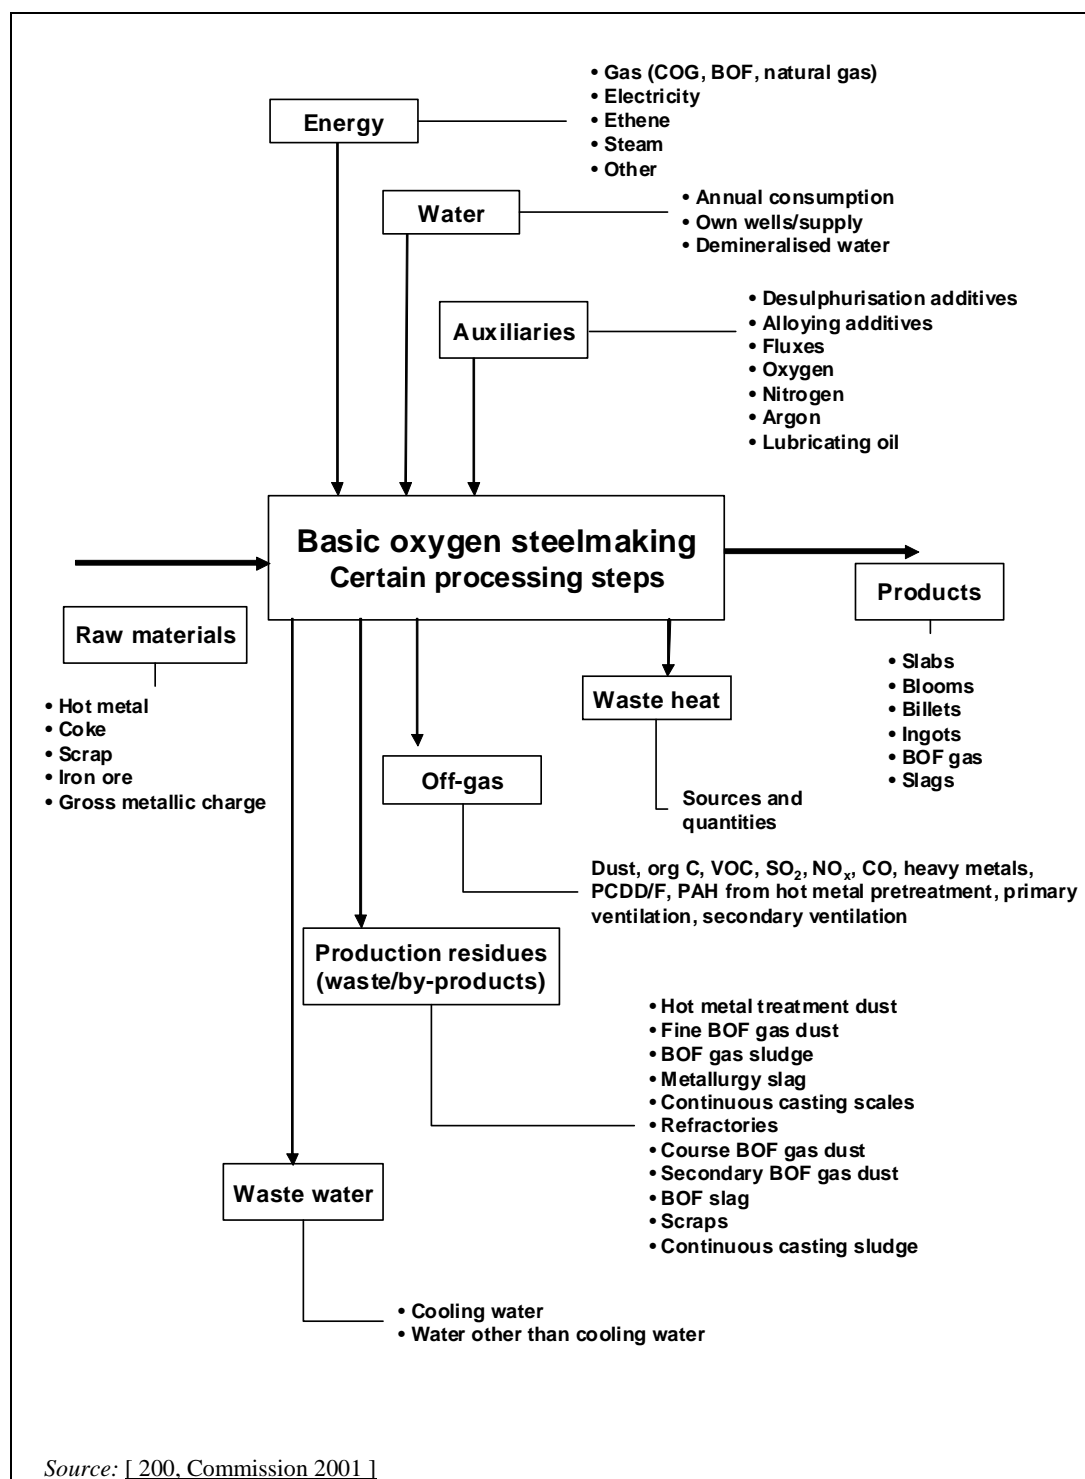 • Gas (COG, BOF, natural gas)
• Electricity
• Ethene
• Steam
• Other
Energy
• Annual consumption
• Own wells/supply
• Demineralised water
Water
• Desulphurisation additives
• Alloying additives
• Fluxes
• Oxygen
• Nitrogen
• Argon
• Lubricating oil
Auxiliaries
Basic oxygen steelmaking
Certain processing steps
Raw materials
• Hot metal
• Coke
• Scrap
• Iron ore
• Gross metallic charge
Products
• Slabs
• Blooms
• Billets
• Ingots
• BOF gas
• Slags
Waste heat
Sources and
quantities
Off-gas
Dust, org C, VOC, SO₂, NOₓ, CO, heavy metals,
PCDD/F, PAH from hot metal pretreatment, primary
ventilation, secondary ventilation
Production residues
(waste/by-products)
• Hot metal treatment dust
• Fine BOF gas dust
• BOF gas sludge
• Metallurgy slag
• Continuous casting scales
• Refractories
• Course BOF gas dust
• Secondary BOF gas dust
• BOF slag
• Scraps
• Continuous casting sludge
Waste water
• Cooling water
• Water other than cooling water
Source: [ 200, Commission 2001 ]